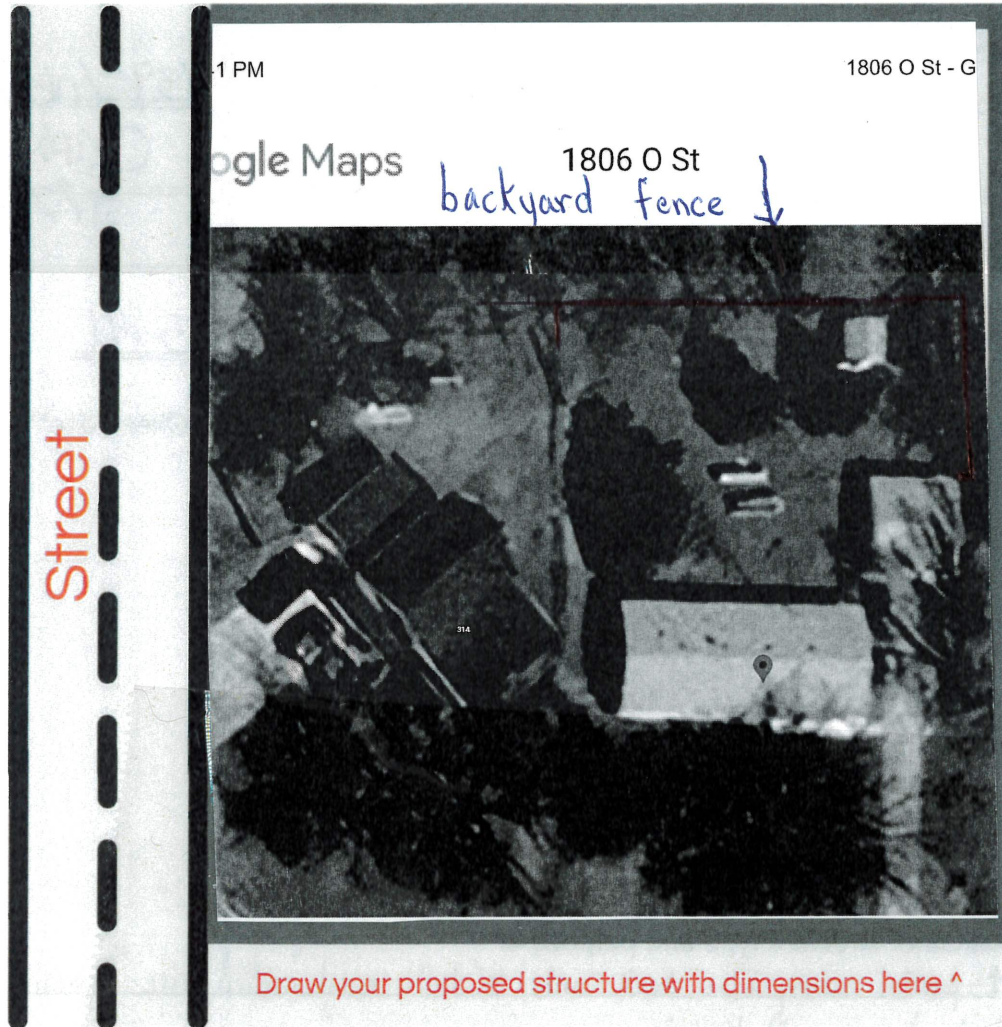 -1 PM
1806 O St - G
ogle Maps
1806 O St
backyard fence
Street
314
Draw your proposed structure with dimensions here ^